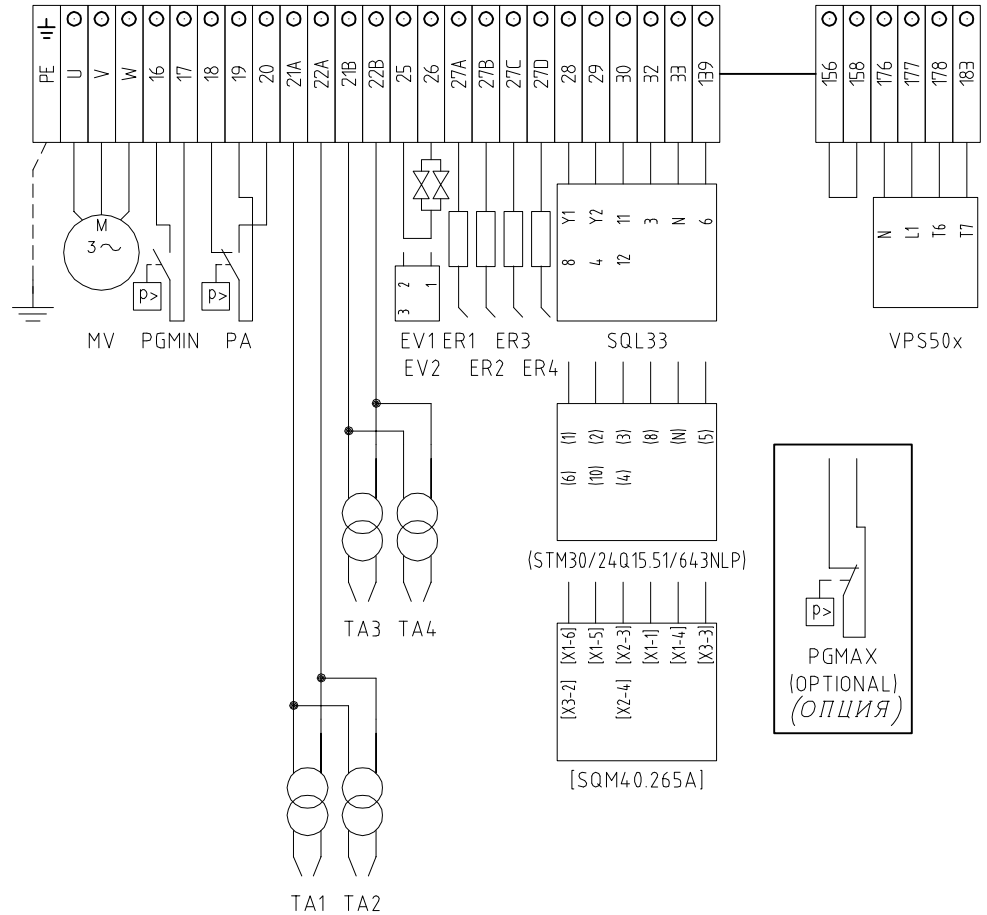 PE U V W 16 17 18 19 20 21A 22A 21B 22B 25 26 27A 27B 27C 27D 28 29 30 32 33 139 156 158 176 177 178 183
M
3
P>
P>
2 1
3
Y1 Y2 11 3 N 6
8 4 12
N L1 T6 T7
MV PGMIN PA EV1 ER1 ER3 SQL33 VPS50x
EV2 ER2 ER4
(1) (2) (3) (8) (N) (5)
(6) (10) (4)
(STM30/24Q15.51/643NLP)
P>
TA3 TA4
[X1-6] [X1-5] [X2-3] [X1-1] [X1-4] [X3-3]
[X3-2] [X2-4]
PGMAX
(OPTIONAL)
(ОПЦИЯ)
[SQM40.265A]
TA1 TA2